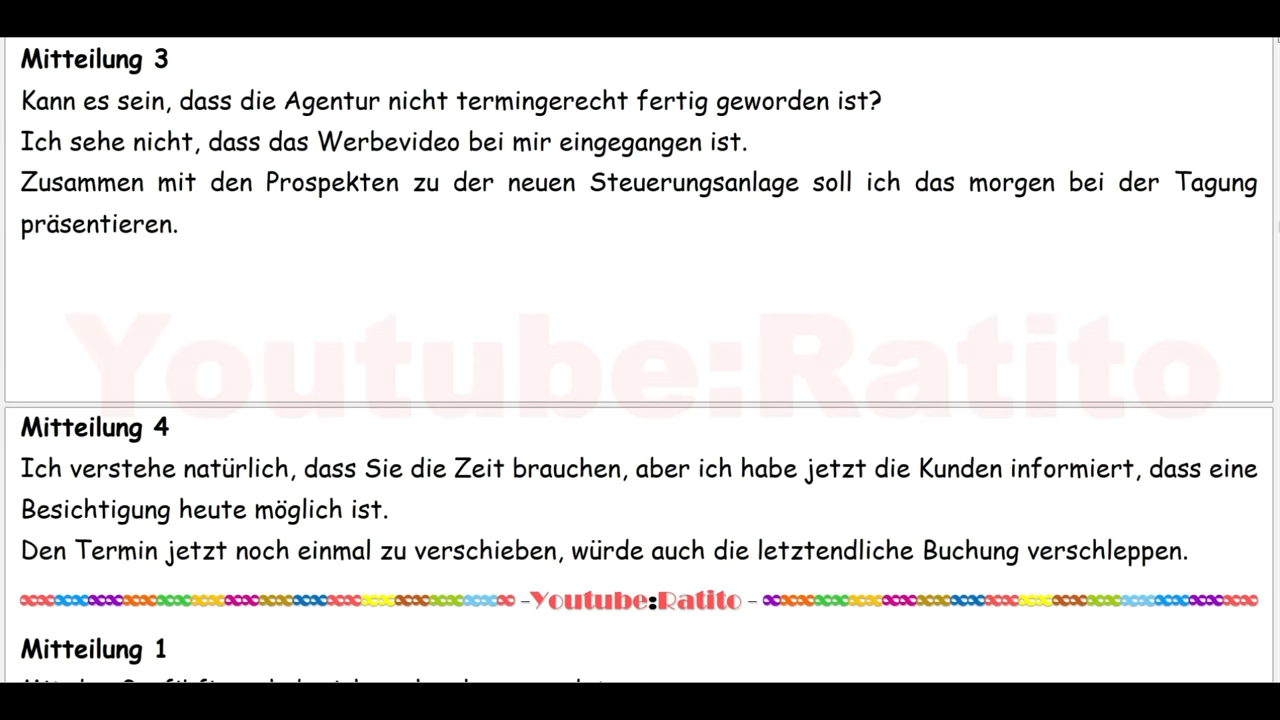 Mitteilung 3
Kann es sein, dass die Agentur nicht termingerecht fertig geworden ist?
Ich sehe nicht, dass das Werbevideo bei mir eingegangen ist.
Zusammen mit den Prospekten zu der neuen Steuerungsanlage soll ich das morgen bei der Tagung
präsentieren.
Youtube:Ratito
Mitteilung 4
Ich verstehe natürlich, dass Sie die Zeit brauchen, aber ich habe jetzt die Kunden informiert, dass eine
Besichtigung heute möglich ist.
Den Termin jetzt noch einmal zu verschieben, würde auch die letztendliche Buchung verschleppen.
–Youtube:Ratito –
Mitteilung 1